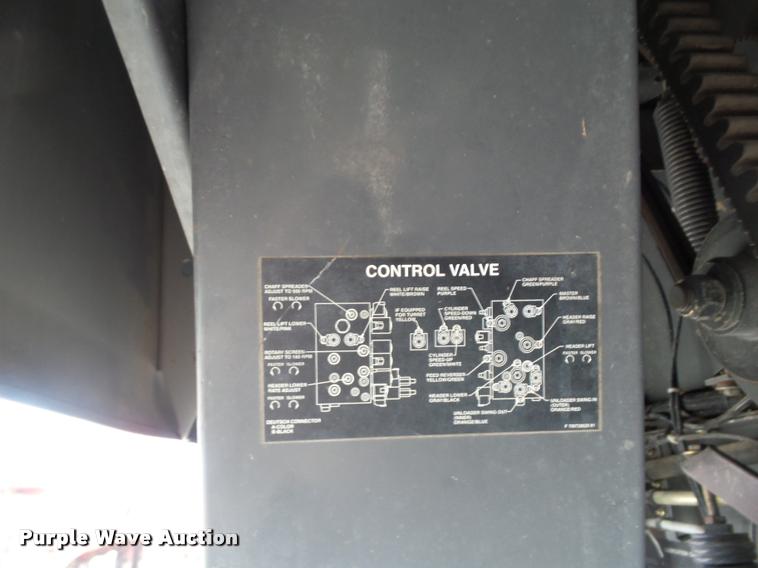 CONTROL VALVE
CHAFF SPREADER
ADJUST TO 500 RPM
FASTER SLOWER
REEL LIFT LOWER
WHITE/PINK
ROTARY SCREEN
ADJUST TO 140 RPM
FASTER SLOWER
HEADER LOWER
RATE ADJUST
FASTER SLOWER
DEUTSCH CONNECTOR
A-COLOR
B-BLACK
REEL LIFT RAISE
WHITE/BROWN
IF EQUIPPED
FOR TURRET
YELLOW
CYLINDER
SPEED-DOWN
GREEN/RED
CYLINDER
SPEED-UP
GREEN/WHITE
REEL SPEED
PURPLE
FEED REVERSER
YELLOW/GREEN
HEADER LOWER
GRAY/BLACK
UNLOADER SWING OUT
(INNER)
ORANGE/BLUE
CHAFF SPREADER
GREEN/PURPLE
MASTER
BROWN/BLUE
HEADER RAISE
GRAY/RED
HEADER LIFT
FASTER SLOWER
UNLOADER SWING IN
(OUTER)
ORANGE/RED
Purple Wave Auction